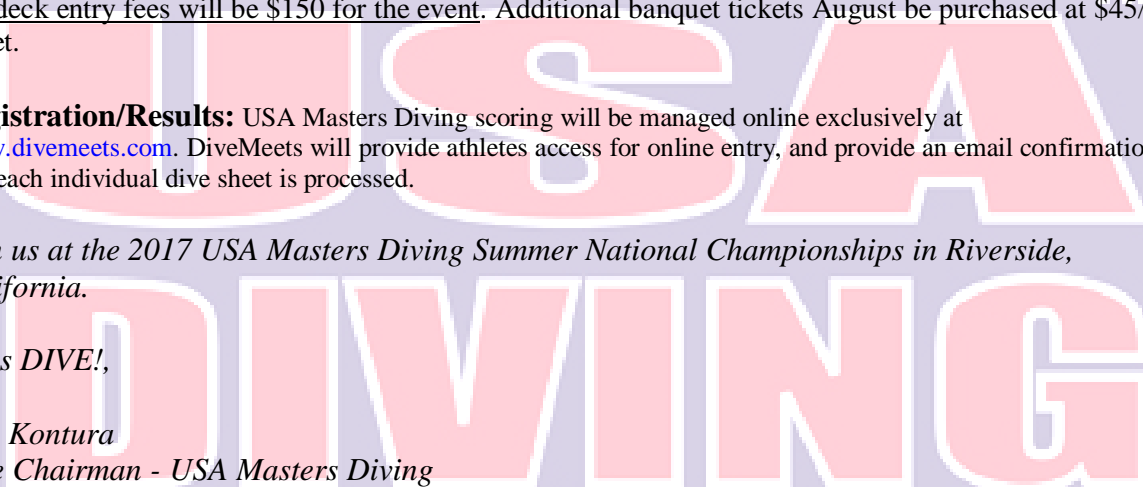 deck entry fees will be $150 for the event. Additional banquet tickets August be purchased at $45/
et.
gistration/Results: USA Masters Diving scoring will be managed online exclusively at
v.divemeets.com. DiveMeets will provide athletes access for online entry, and provide an email confirmatio
each individual dive sheet is processed.
n us at the 2017 USA Masters Diving Summer National Championships in Riverside,
ifornia.
s DIVE!,
Kontura
e Chairman - USA Masters Diving
USA
DIVING